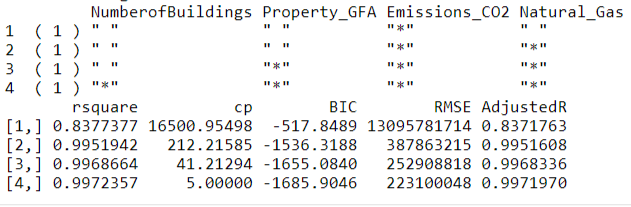 NumberofBuildings Property_GFA Emissions_CO2 Natural_Gas
1 ( 1 ) " " " " "*" " "
2 ( 1 ) " " " " "*" "*"
3 ( 1 ) " " "*" "*" "*"
4 ( 1 ) "*" "*" "*" "*"
rsquare cp BIC RMSE AdjustedR
[1,] 0.8377377 16500.95498 -517.8489 13095781714 0.8371763
[2,] 0.9951942 212.21585 -1536.3188 387863215 0.9951608
[3,] 0.9968664 41.21294 -1655.0840 252908818 0.9968336
[4,] 0.9972357 5.00000 -1685.9046 223100048 0.9971970